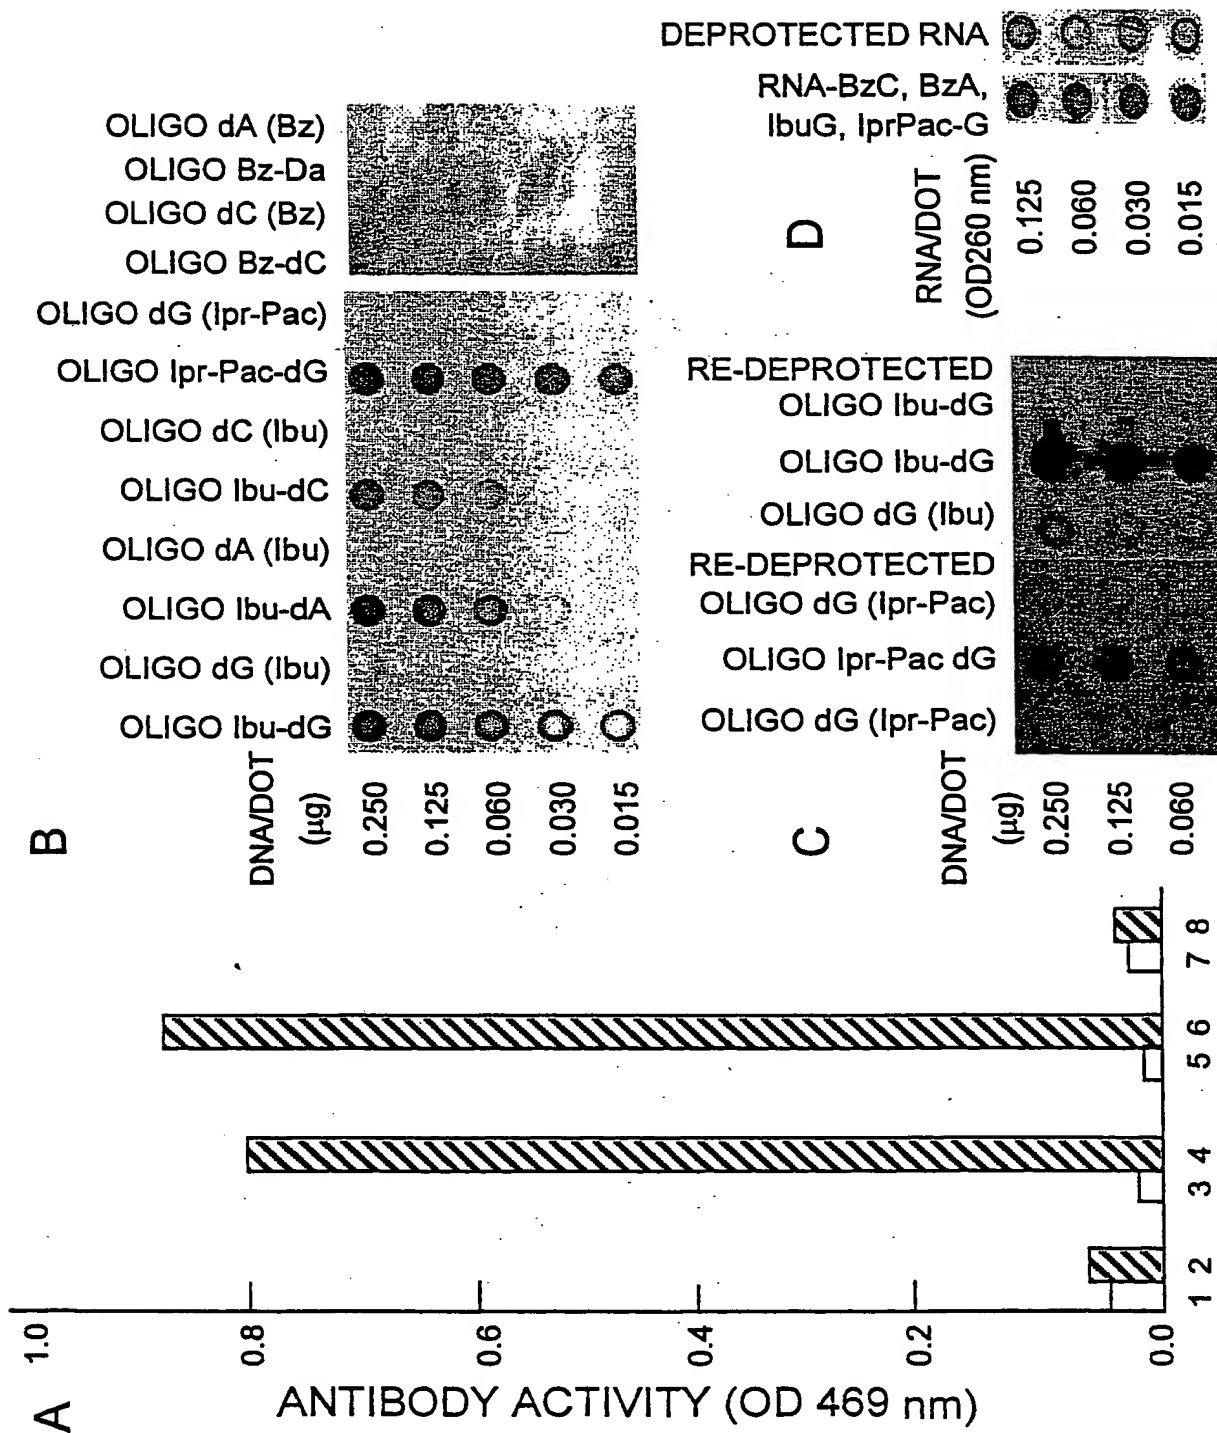 A
ANTIBODY ACTIVITY (OD 469 nm)
1.0
0.8
0.6
0.4
0.2
0.0
1 2 3 4 5 6 7 8
B
DNA/DOT
(µg)
0.250
0.125
0.060
0.030
0.015
OLIGO dA (Bz)
OLIGO Bz-Da
OLIGO dC (Bz)
OLIGO Bz-dC
OLIGO dG (Ipr-Pac)
OLIGO Ipr-Pac-dG
OLIGO dC (Ibu)
OLIGO Ibu-dC
OLIGO dA (Ibu)
OLIGO Ibu-dA
OLIGO dG (Ibu)
OLIGO Ibu-dG
C
DNA/DOT
(µg)
0.250
0.125
0.060
RE-DEPROTECTED
OLIGO Ibu-dG
OLIGO Ibu-dG
OLIGO dG (Ibu)
RE-DEPROTECTED
OLIGO dG (Ipr-Pac)
OLIGO Ipr-Pac dG
OLIGO dG (Ipr-Pac)
D
RNA/DOT
(OD260 nm)
0.125
0.060
0.030
0.015
DEPROTECTED RNA
RNA-BzC, BzA,
IbuG, IprPac-G